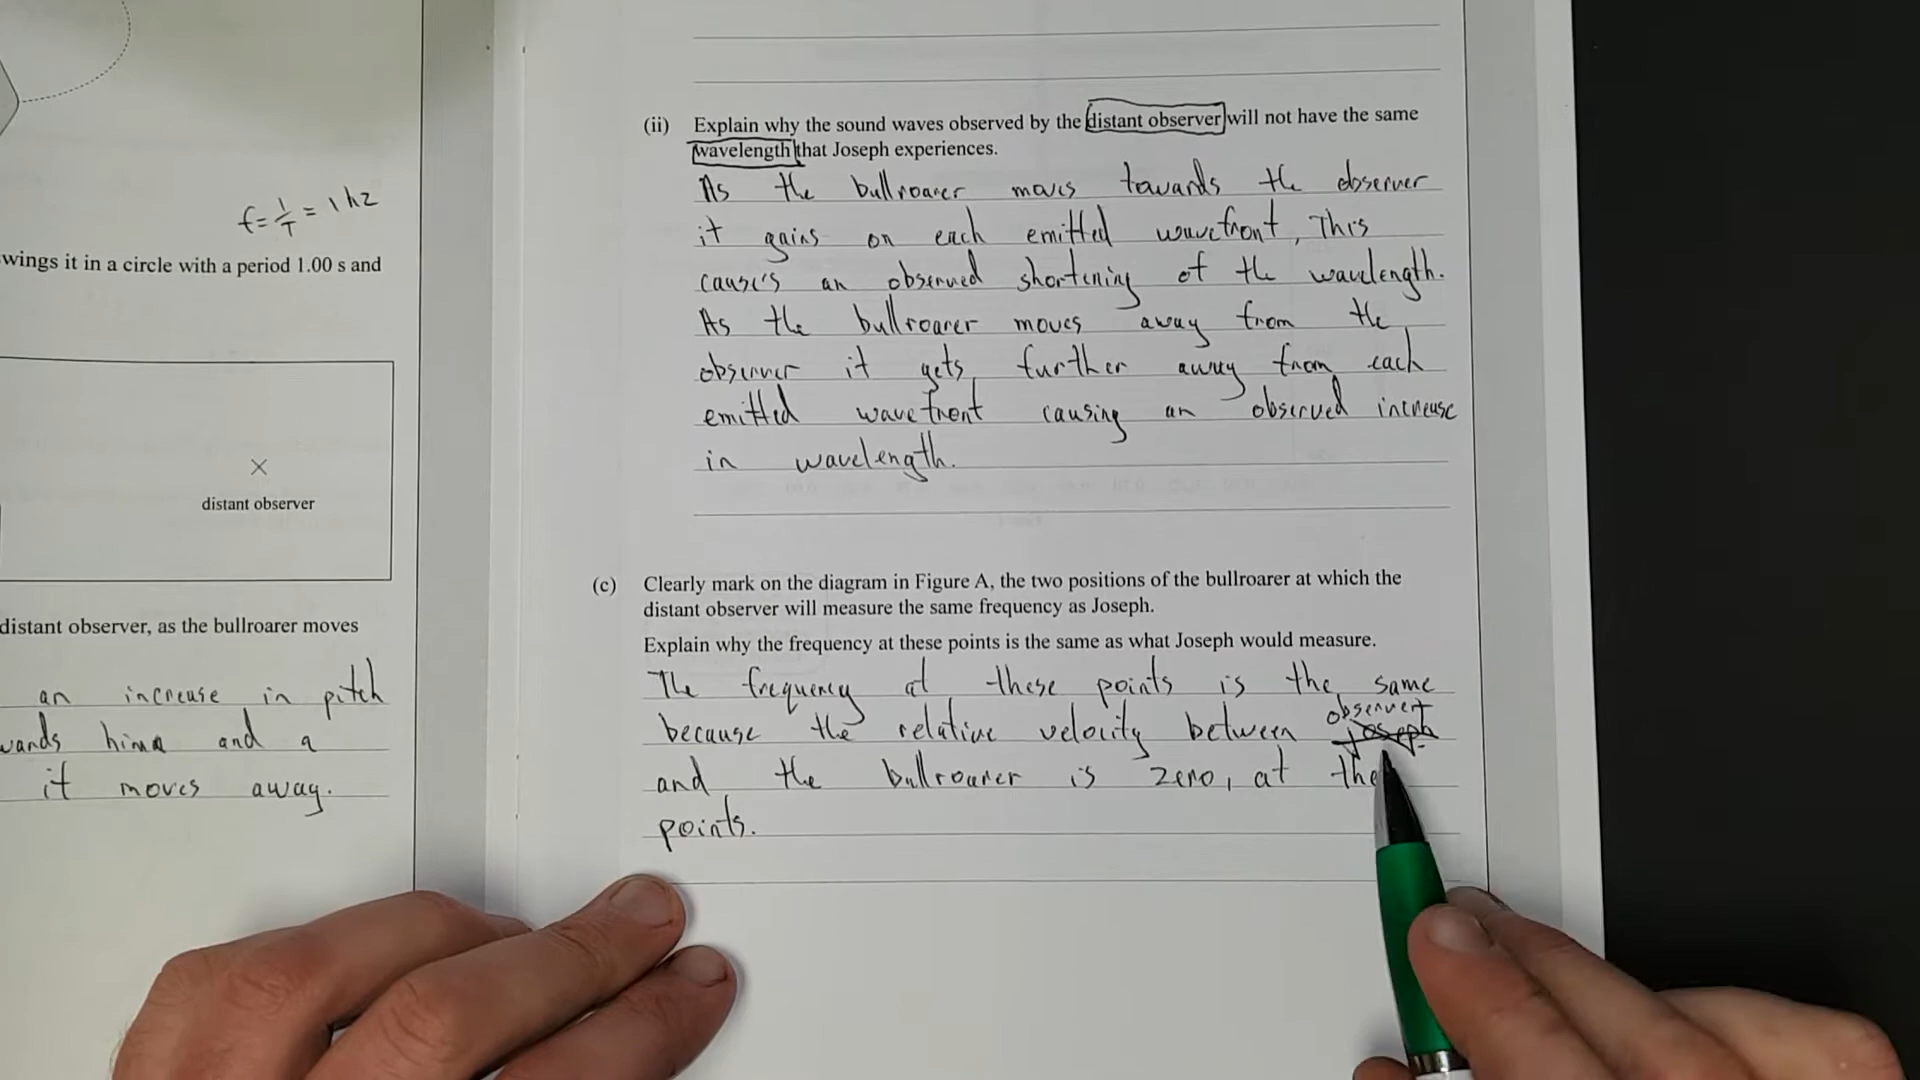 f = 1/T = 1 hz
wings it in a circle with a period 1.00 s and
×
distant observer
distant observer, as the bullroarer moves
an increase in pitch
wards him and a
it moves away.
(ii) Explain why the sound waves observed by the distant observer will not have the same
wavelength that Joseph experiences.
As the bullroarer moves towards the observer
it gains on each emitted wavefront, This
cause's an observed shortening of the wavelength.
As the bullroarer moves away from the
observer it gets further away from each
emitted wavefront causing an observed increase
in wavelength.
(c) Clearly mark on the diagram in Figure A, the two positions of the bullroarer at which the
distant observer will measure the same frequency as Joseph.
Explain why the frequency at these points is the same as what Joseph would measure.
The frequency at these points is the same
because the relative velocity between observer Joseph
and the bullroarer is zero, at the
points.